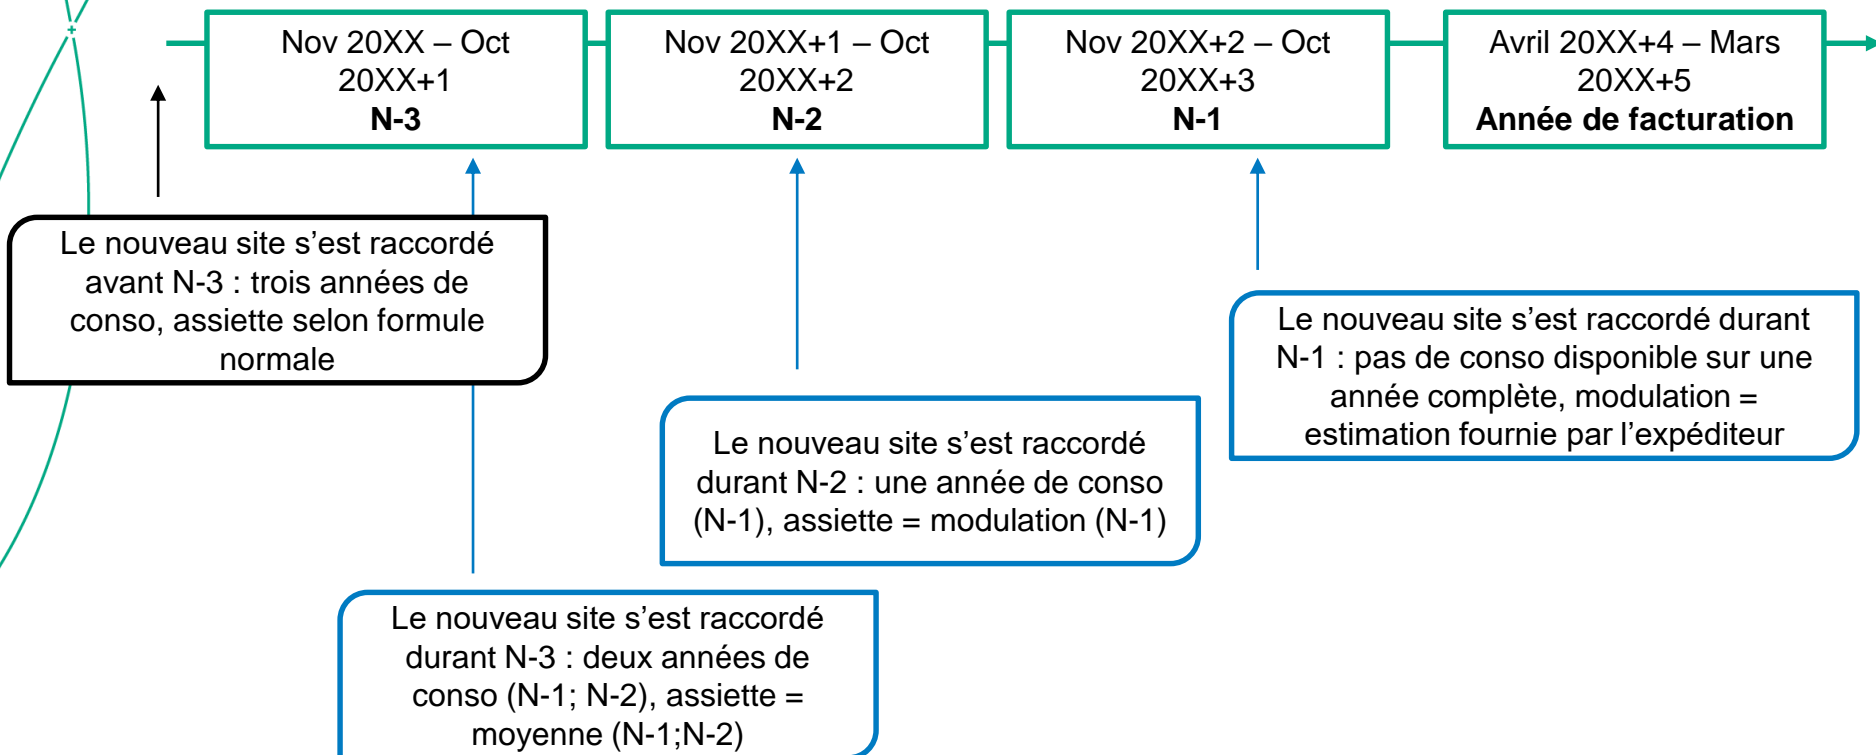 Nov 20XX – Oct
20XX+1
N-3
Nov 20XX+1 – Oct
20XX+2
N-2
Nov 20XX+2 – Oct
20XX+3
N-1
Avril 20XX+4 – Mars
20XX+5
Année de facturation
Le nouveau site s’est raccordé
avant N-3 : trois années de
conso, assiette selon formule
normale
Le nouveau site s’est raccordé durant
N-1 : pas de conso disponible sur une
année complète, modulation =
estimation fournie par l’expéditeur
Le nouveau site s’est raccordé
durant N-2 : une année de conso
(N-1), assiette = modulation (N-1)
Le nouveau site s’est raccordé
durant N-3 : deux années de
conso (N-1; N-2), assiette =
moyenne (N-1;N-2)